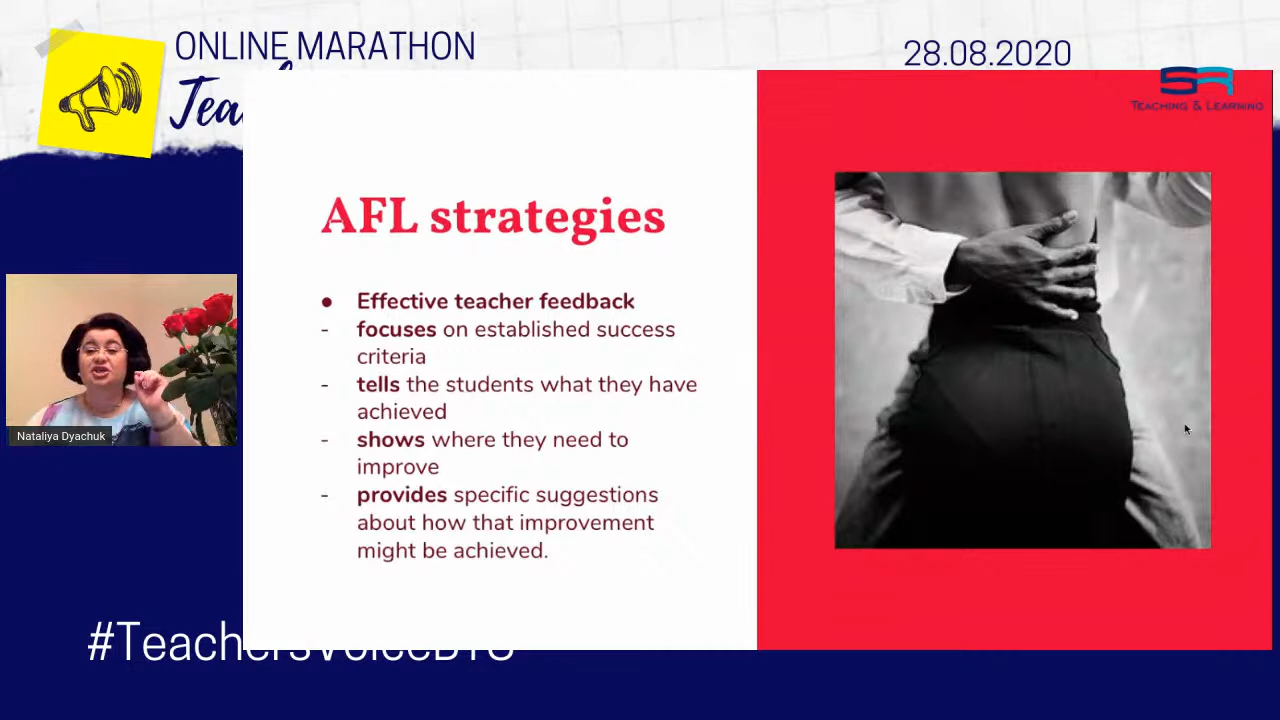 ONLINE MARATHON
28.08.2020
SR
TEACHING & LEARNING
AFL strategies
● Effective teacher feedback
- focuses on established success
criteria
- tells the students what they have
achieved
- shows where they need to
improve
- provides specific suggestions
about how that improvement
might be achieved.
Nataliya Dyachuk